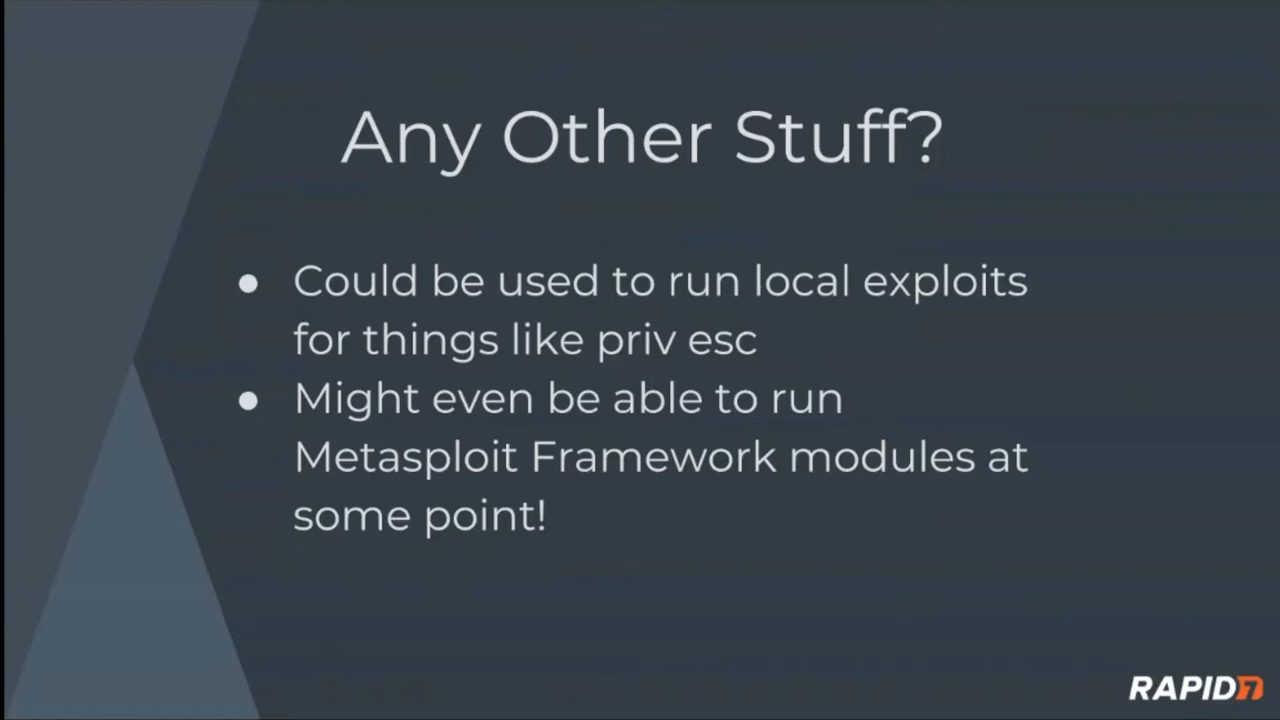 Any Other Stuff?
● Could be used to run local exploits
for things like priv esc
● Might even be able to run
Metasploit Framework modules at
some point!
RAPID7